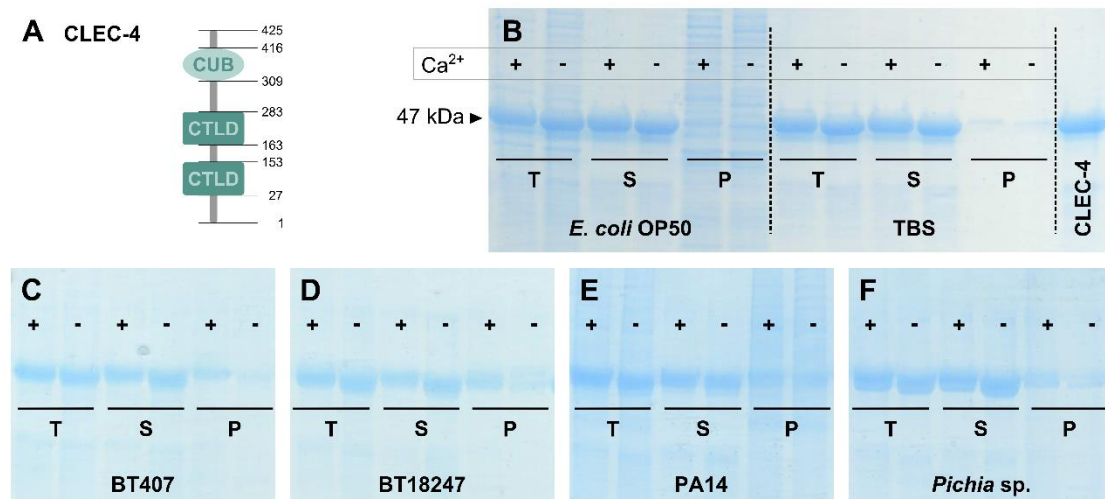 A CLEC-4
425
416
CUB
309
283
CTLD
163
153
CTLD
27
1
B
Ca²⁺ + - + - + - + - + - + -
47 kDa ►
T S P T S P
E. coli OP50 TBS CLEC-4
C D E F
+ - + - + - + - + - + - + - + - + - + - + - + -
T S P T S P T S P T S P
BT407 BT18247 PA14 Pichia sp.